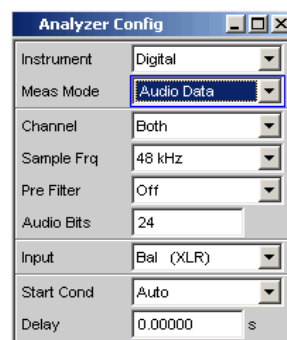 Analyzer Config
Instrument Digital
Meas Mode Audio Data
Channel Both
Sample Frq 48 kHz
Pre Filter Off
Audio Bits 24
Input Bal (XLR)
Start Cond Auto
Delay 0.00000 s